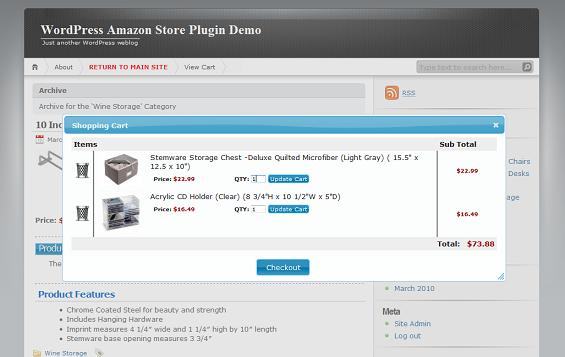 WordPress Amazon Store Plugin Demo
Just another WordPress weblog
About
RETURN TO MAIN SITE
View Cart
Type text to search here...
Archive
Archive for the 'Wine Storage' Category
RSS
10 Inc
Marc
Shopping Cart
Items
Sub Total
Stemware Storage Chest -Deluxe Quilted Microfiber (Light Gray) ( 15.5" x
12.5 x 10")
Price: $22.99
QTY: 1
Update Cart
$22.99
Acrylic CD Holder (Clear) (8 3/4"H x 10 1/2"W x 5"D)
Price: $16.49
QTY: 1
Update Cart
$16.49
Total: $73.88
Checkout
Chairs
Desks
age
Price: $
Produ
The
Product Features
Chrome Coated Steel for beauty and strength
Includes Hanging Hardware
Imprint measures 4 1/4" wide and 1 1/4" high by 10" length
Stemware base opening measures 3 3/4"
Wine Storage
March 2010
Meta
Site Admin
Log out